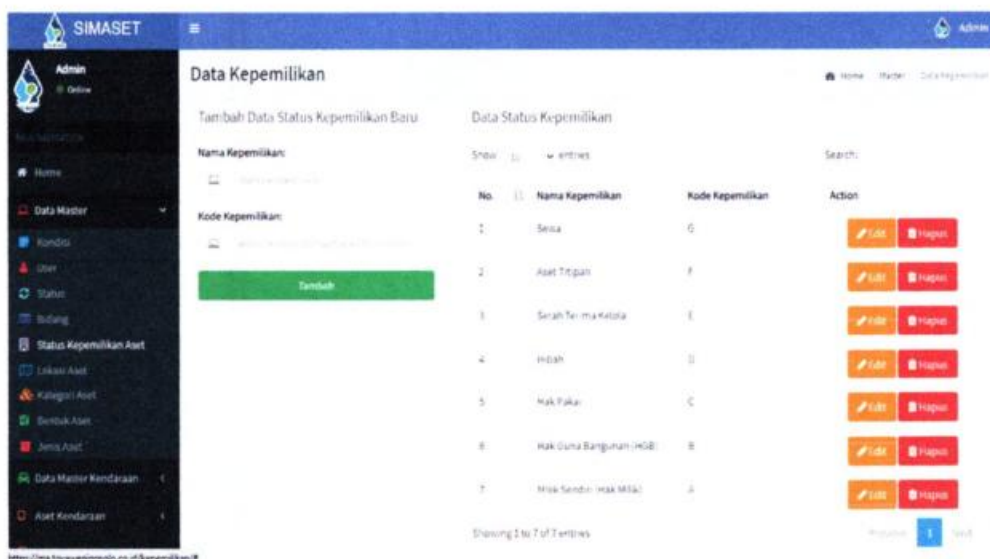 SIMASET
Admin
Admin
Online
Home
Data Master
Kondisi
User
Status
Bidang
Status Kepemilikan Aset
Lokasi Aset
Kategori Aset
Bentuk Aset
Jenis Aset
Data Master Kendaraan
Aset Kendaraan
Data Kepemilikan
Home Master Data Kepemilikan
Tambah Data Status Kepemilikan Baru
Nama Kepemilikan:
Kode Kepemilikan:
Tambah
Data Status Kepemilikan
Show entries
Search:
No. Nama Kepemilikan Kode Kepemilikan Action
1 Sewa G Edit Hapus
2 Aset Titipan F Edit Hapus
3 Serah Terima Kelola E Edit Hapus
4 Hibah D Edit Hapus
5 Hak Pakai C Edit Hapus
6 Hak Guna Bangunan (HGB) B Edit Hapus
7 Milik Sendiri (Hak Milik) A Edit Hapus
Showing 1 to 7 of 7 entries
Previous 1 Next